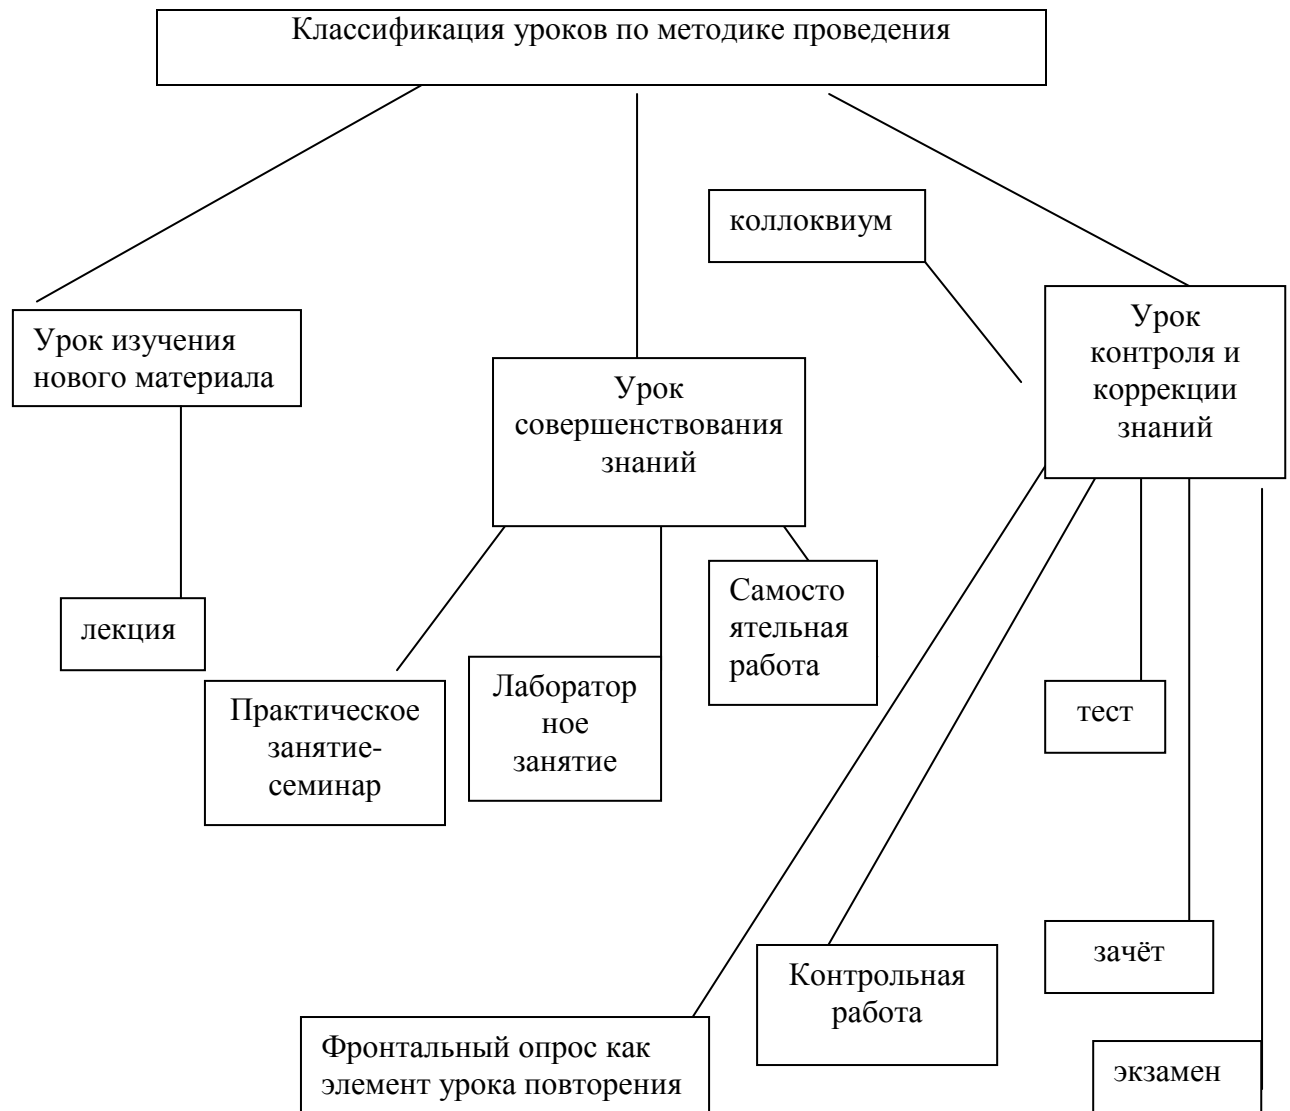 Классификация уроков по методике проведения
коллоквиум
Урок
контроля и
коррекции
знаний
Урок изучения
нового материала
Урок
совершенствования
знаний
Самосто
ятельная
работа
лекция
Лаборатор
ное
занятие
Практическое
занятие-
семинар
тест
зачёт
Контрольная
работа
Фронтальный опрос как
элемент урока повторения
экзамен